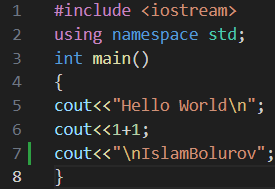 1 #include <iostream>
2 using namespace std;
3 int main()
4 {
5 cout<<"Hello World\n";
6 cout<<1+1;
7 cout<<"\nIslamBolurov";
8 }